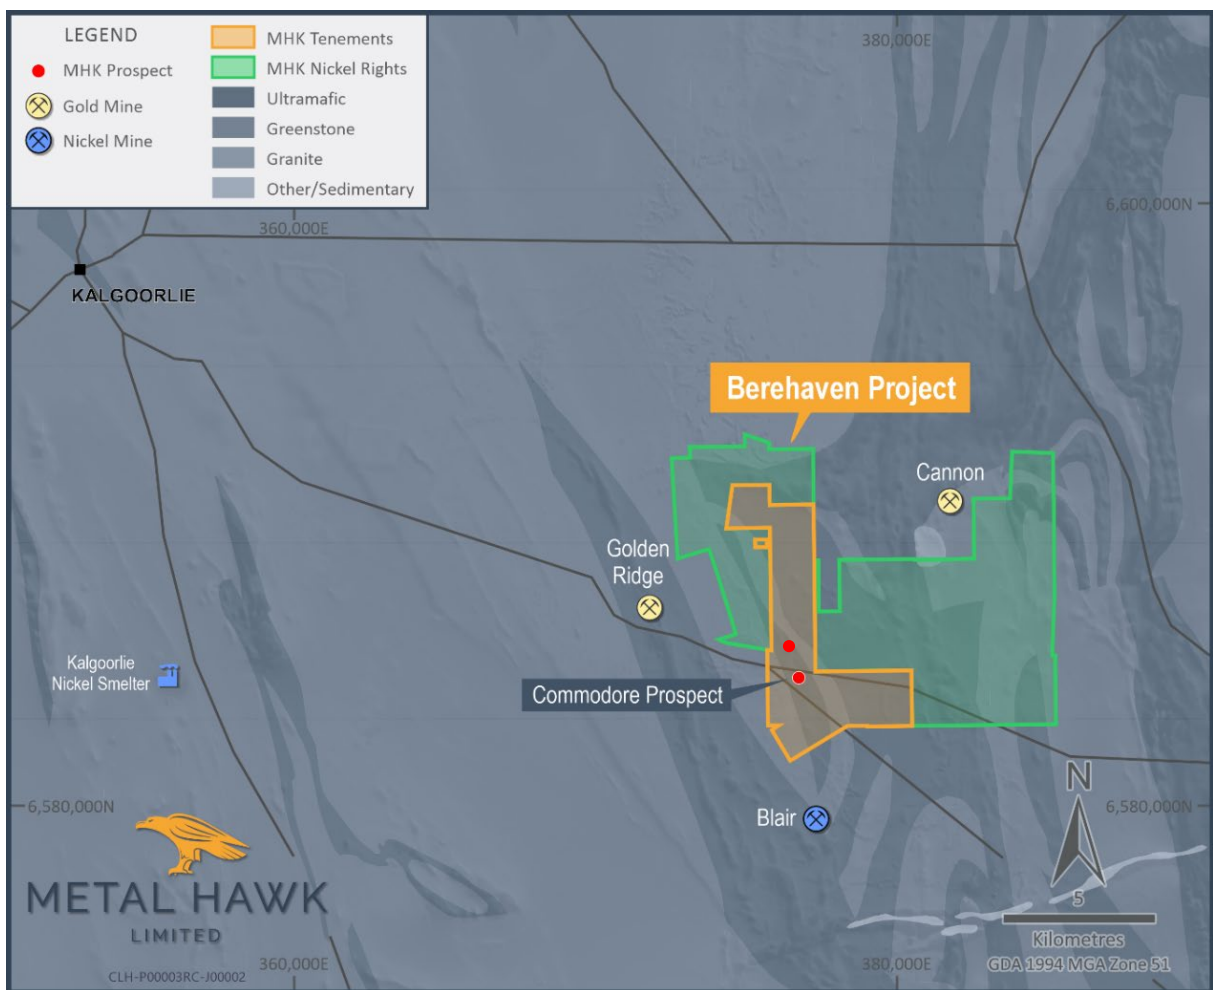 LEGEND
MHK Prospect
Gold Mine
Nickel Mine
MHK Tenements
MHK Nickel Rights
Ultramafic
Greenstone
Granite
Other/Sedimentary
380,000E
6,600,000N
360,000E
KALGOORLIE
Berehaven Project
Cannon
Golden
Ridge
Kalgoorlie
Nickel Smelter
Commodore Prospect
Blair
6,580,000N
6,580,000N
N
5
Kilometres
GDA 1994 MGA Zone 51
METAL HAWK
LIMITED
CLH-P00003RC-J00002
360,000E
380,000E